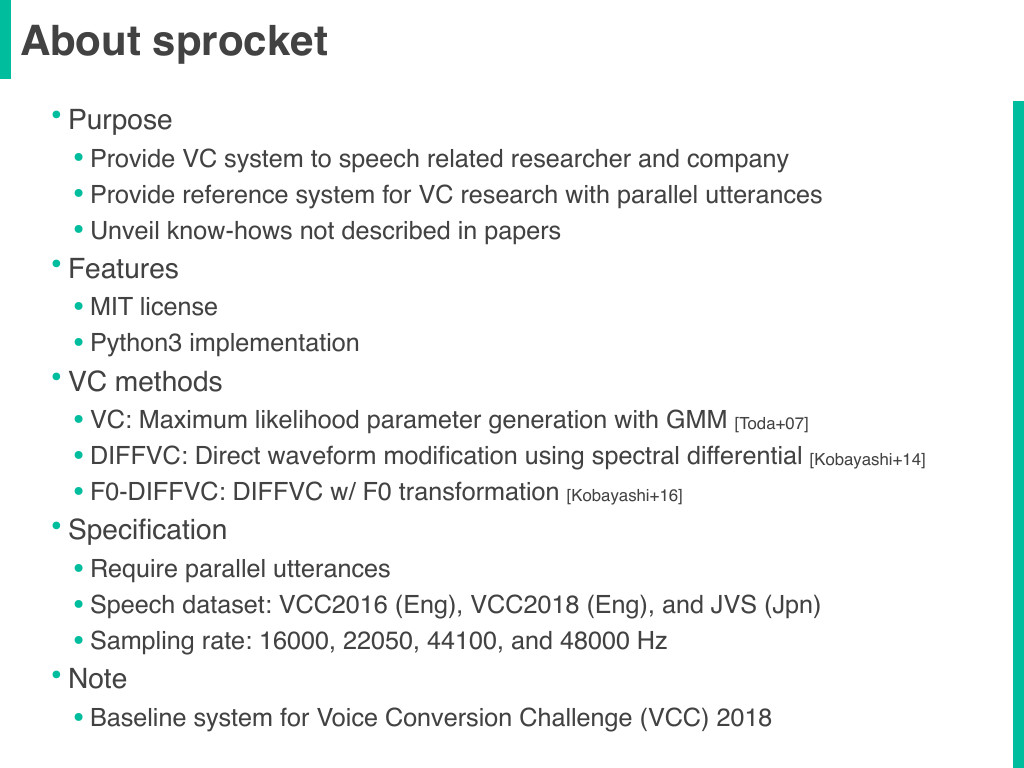 About sprocket
• Purpose
• Provide VC system to speech related researcher and company
• Provide reference system for VC research with parallel utterances
• Unveil know-hows not described in papers
• Features
• MIT license
• Python3 implementation
• VC methods
• VC: Maximum likelihood parameter generation with GMM [Toda+07]
• DIFFVC: Direct waveform modification using spectral differential [Kobayashi+14]
• F0-DIFFVC: DIFFVC w/ F0 transformation [Kobayashi+16]
• Specification
• Require parallel utterances
• Speech dataset: VCC2016 (Eng), VCC2018 (Eng), and JVS (Jpn)
• Sampling rate: 16000, 22050, 44100, and 48000 Hz
• Note
• Baseline system for Voice Conversion Challenge (VCC) 2018